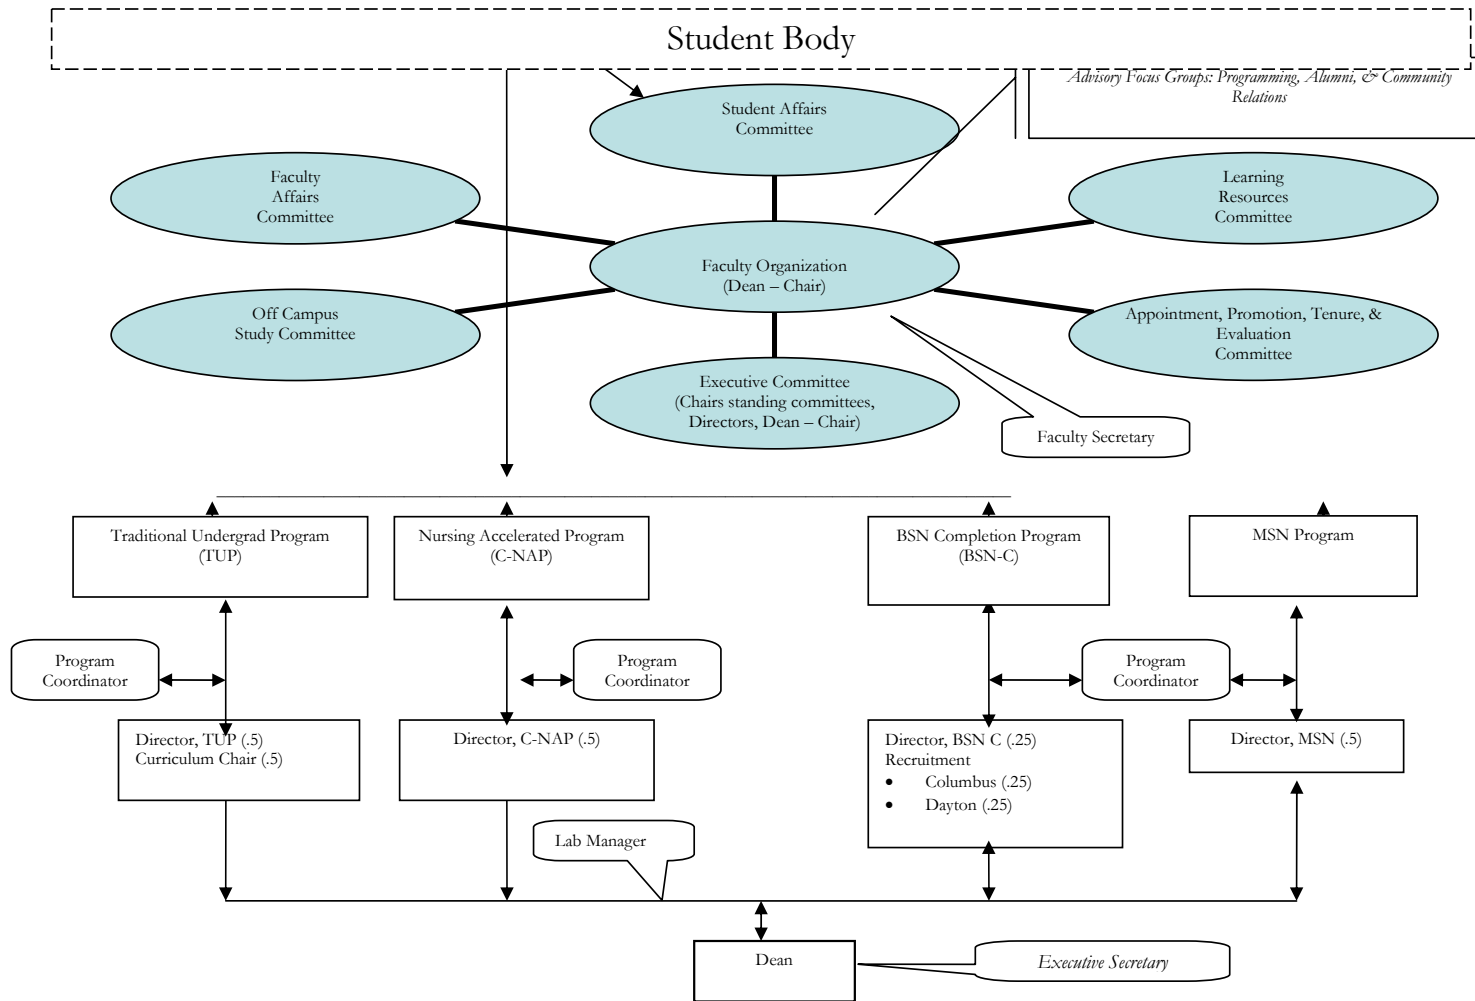 Student Body
Advisory Focus Groups: Programming, Alumni, & Community
Relations
Student Affairs
Committee
Faculty
Affairs
Committee
Learning
Resources
Committee
Faculty Organization
(Dean – Chair)
Off Campus
Study Committee
Appointment, Promotion, Tenure, &
Evaluation
Committee
Executive Committee
(Chairs standing committees,
Directors, Dean – Chair)
Faculty Secretary
Traditional Undergrad Program
(TUP)
Nursing Accelerated Program
(C-NAP)
BSN Completion Program
(BSN-C)
MSN Program
Program
Coordinator
Program
Coordinator
Program
Coordinator
Director, TUP (.5)
Curriculum Chair (.5)
Director, C-NAP (.5)
Director, BSN C (.25)
Recruitment
• Columbus (.25)
• Dayton (.25)
Director, MSN (.5)
Lab Manager
Dean
Executive Secretary